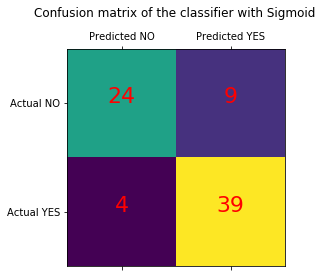 Confusion matrix of the classifier with Sigmoid
Predicted NO Predicted YES
Actual NO 24 9
Actual YES 4 39